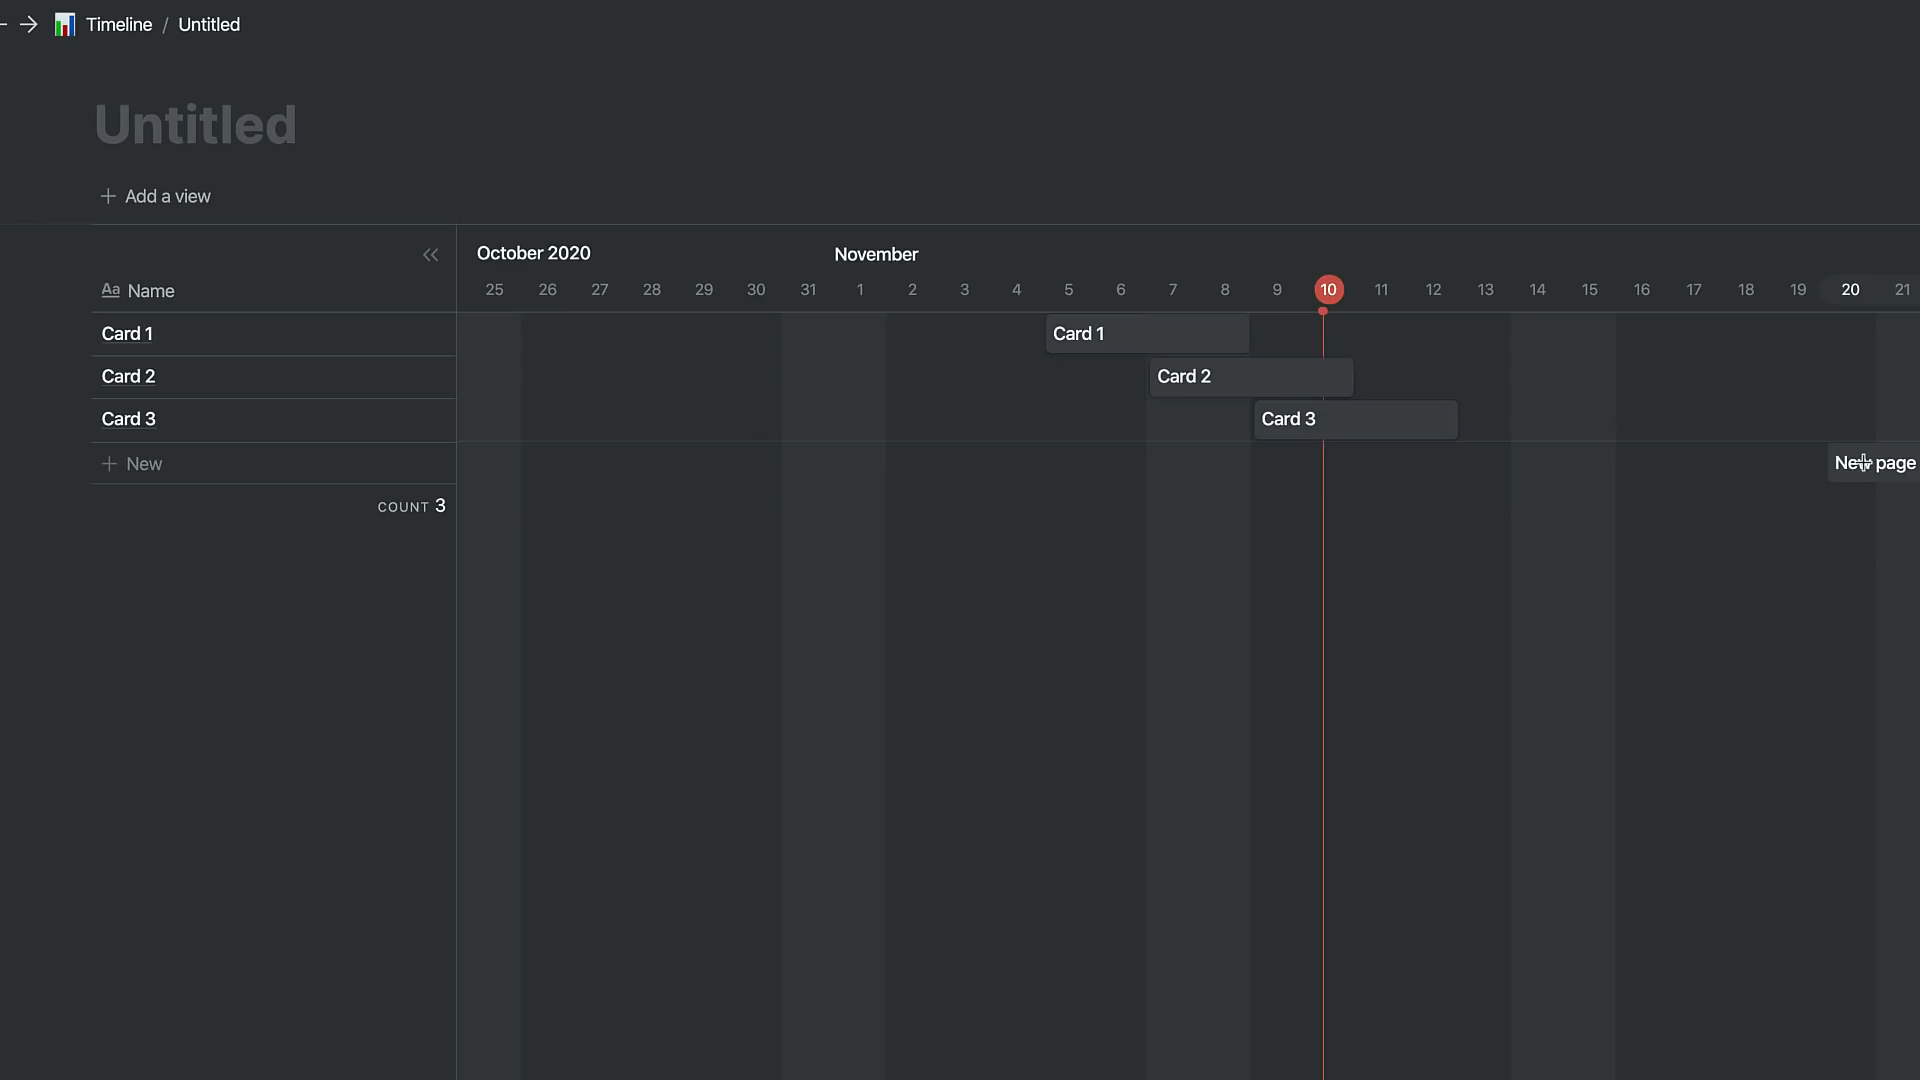 Timeline / Untitled
Untitled
+ Add a view
October 2020 November
Aa Name 25 26 27 28 29 30 31 1 2 3 4 5 6 7 8 9 10 11 12 13 14 15 16 17 18 19 20 21
Card 1 Card 1
Card 2 Card 2
Card 3 Card 3
+ New New page
COUNT 3